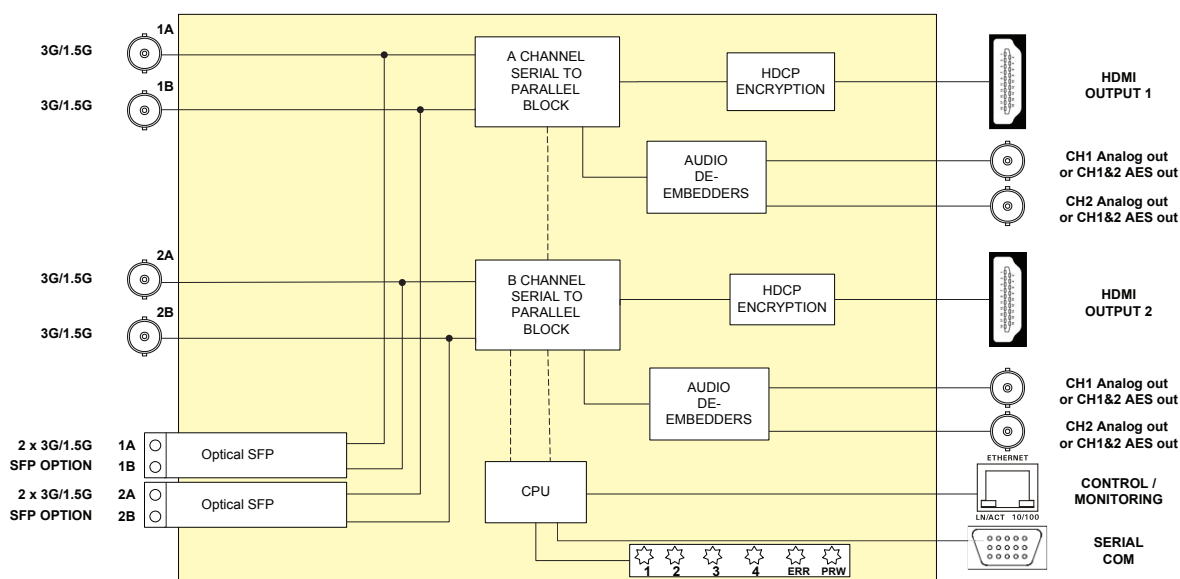 1A
3G/1.5G
1B
3G/1.5G
A CHANNEL
SERIAL TO
PARALLEL
BLOCK
HDCP
ENCRYPTION
HDMI
OUTPUT 1
AUDIO
DE-
EMBEDDERS
CH1 Analog out
or CH1&2 AES out
CH2 Analog out
or CH1&2 AES out
2A
3G/1.5G
2B
3G/1.5G
B CHANNEL
SERIAL TO
PARALLEL
BLOCK
HDCP
ENCRYPTION
HDMI
OUTPUT 2
AUDIO
DE-
EMBEDDERS
CH1 Analog out
or CH1&2 AES out
CH2 Analog out
or CH1&2 AES out
2 x 3G/1.5G 1A
SFP OPTION 1B
Optical SFP
2 x 3G/1.5G 2A
SFP OPTION 2B
Optical SFP
CPU
ETHERNET
LN/ACT 10/100
CONTROL /
MONITORING
SERIAL
COM
1 2 3 4 ERR PRW